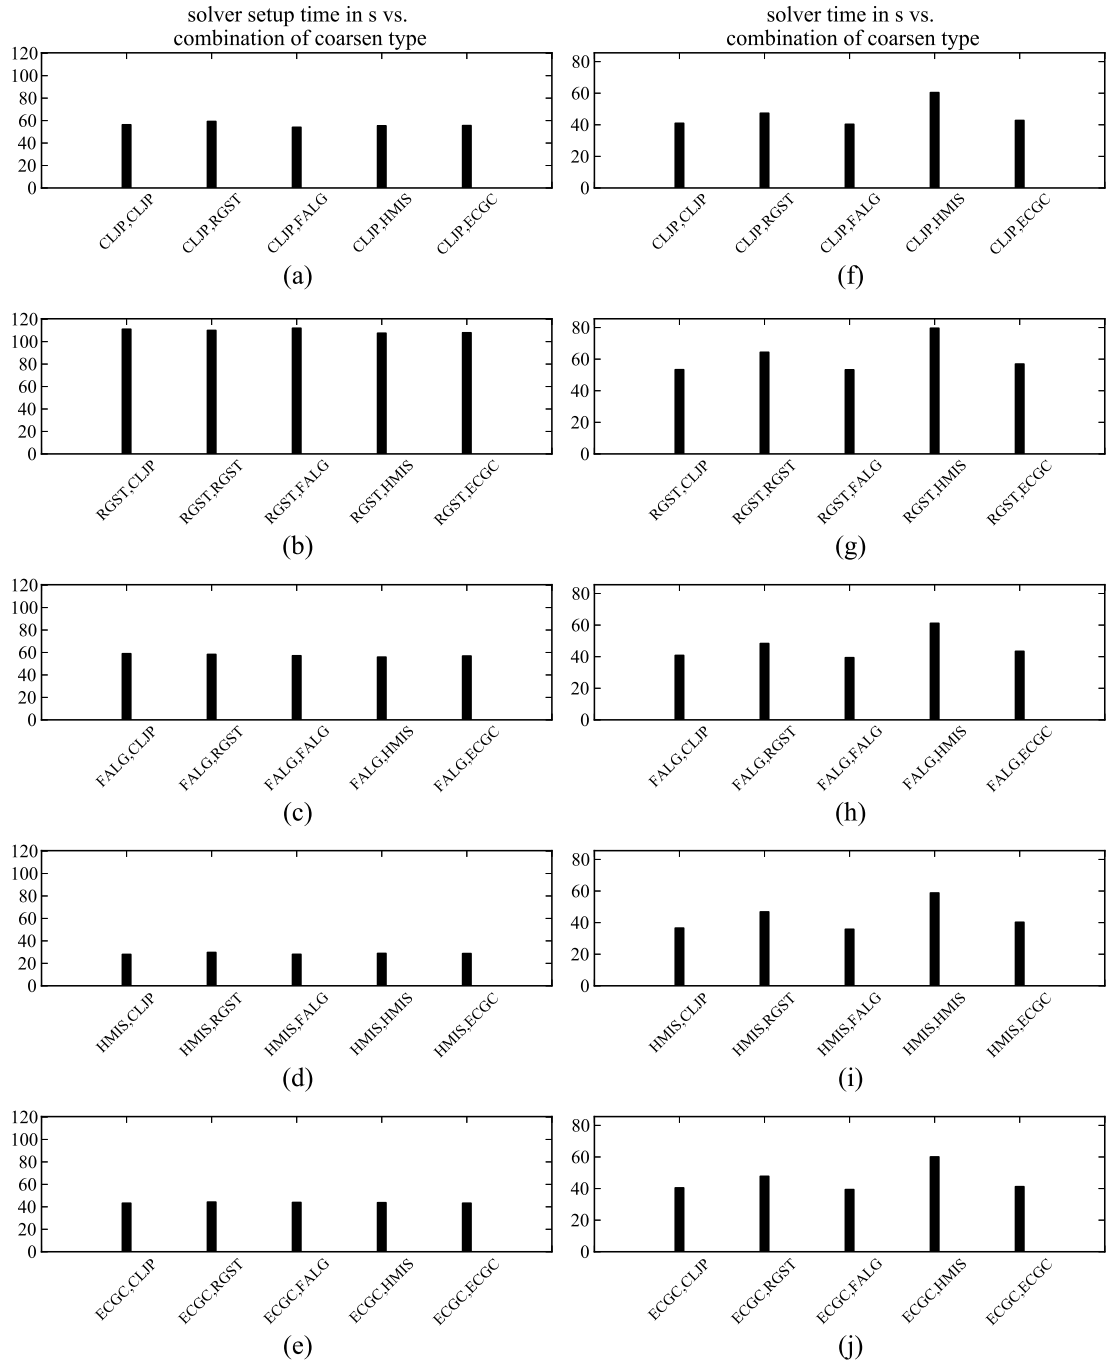 solver setup time in s vs.
combination of coarsen type
120
100
80
60
40
20
0
CLJP,CLJP
CLJP,RGST
CLJP,FALG
CLJP,HMIS
CLJP,ECGC
(a)
solver time in s vs.
combination of coarsen type
80
60
40
20
0
CLJP,CLJP
CLJP,RGST
CLJP,FALG
CLJP,HMIS
CLJP,ECGC
(f)
120
100
80
60
40
20
0
RGST,CLJP
RGST,RGST
RGST,FALG
RGST,HMIS
RGST,ECGC
(b)
80
60
40
20
0
RGST,CLJP
RGST,RGST
RGST,FALG
RGST,HMIS
RGST,ECGC
(g)
120
100
80
60
40
20
0
FALG,CLJP
FALG,RGST
FALG,FALG
FALG,HMIS
FALG,ECGC
(c)
80
60
40
20
0
FALG,CLJP
FALG,RGST
FALG,FALG
FALG,HMIS
FALG,ECGC
(h)
120
100
80
60
40
20
0
HMIS,CLJP
HMIS,RGST
HMIS,FALG
HMIS,HMIS
HMIS,ECGC
(d)
80
60
40
20
0
HMIS,CLJP
HMIS,RGST
HMIS,FALG
HMIS,HMIS
HMIS,ECGC
(i)
120
100
80
60
40
20
0
ECGC,CLJP
ECGC,RGST
ECGC,FALG
ECGC,HMIS
ECGC,ECGC
(e)
80
60
40
20
0
ECGC,CLJP
ECGC,RGST
ECGC,FALG
ECGC,HMIS
ECGC,ECGC
(j)